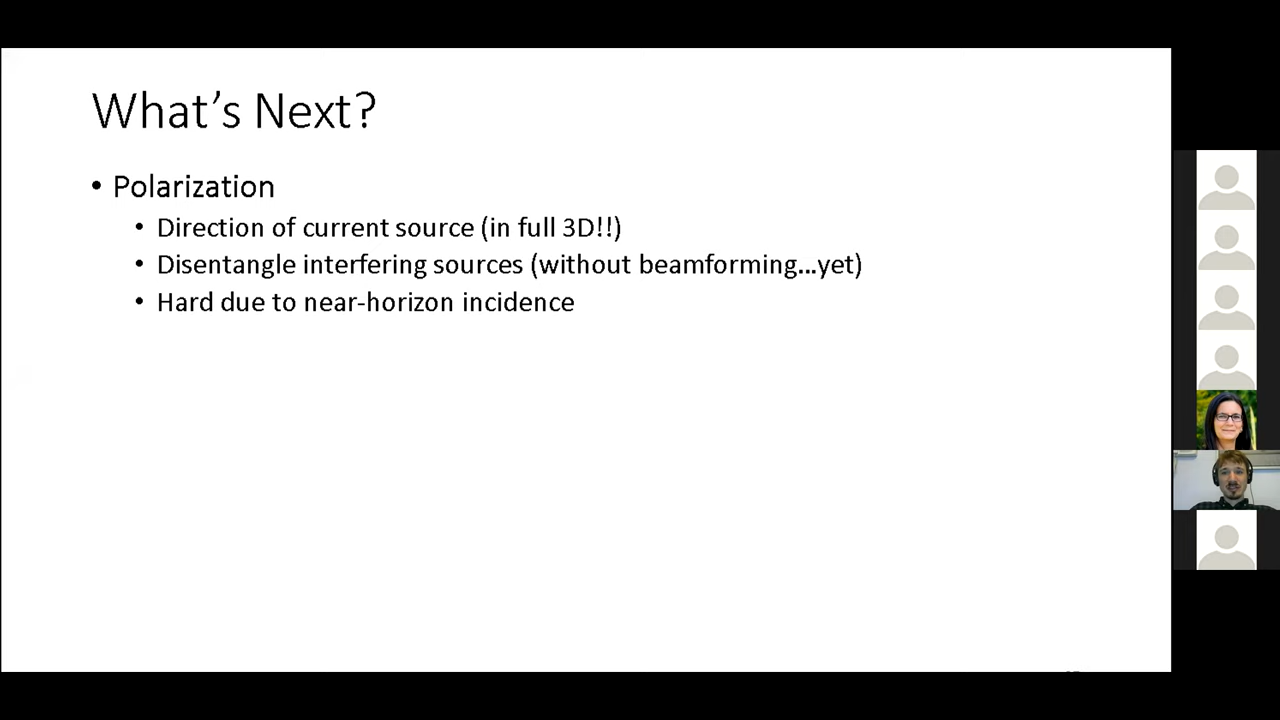 What's Next?
• Polarization
• Direction of current source (in full 3D!!)
• Disentangle interfering sources (without beamforming...yet)
• Hard due to near-horizon incidence